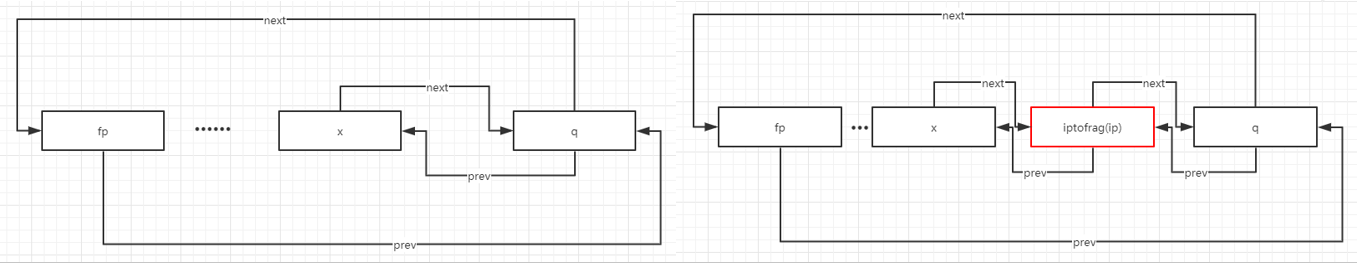 next
next
fp
......
x
q
prev
prev
next
next
next
fp
...
x
iptofrag(ip)
q
prev
prev
prev